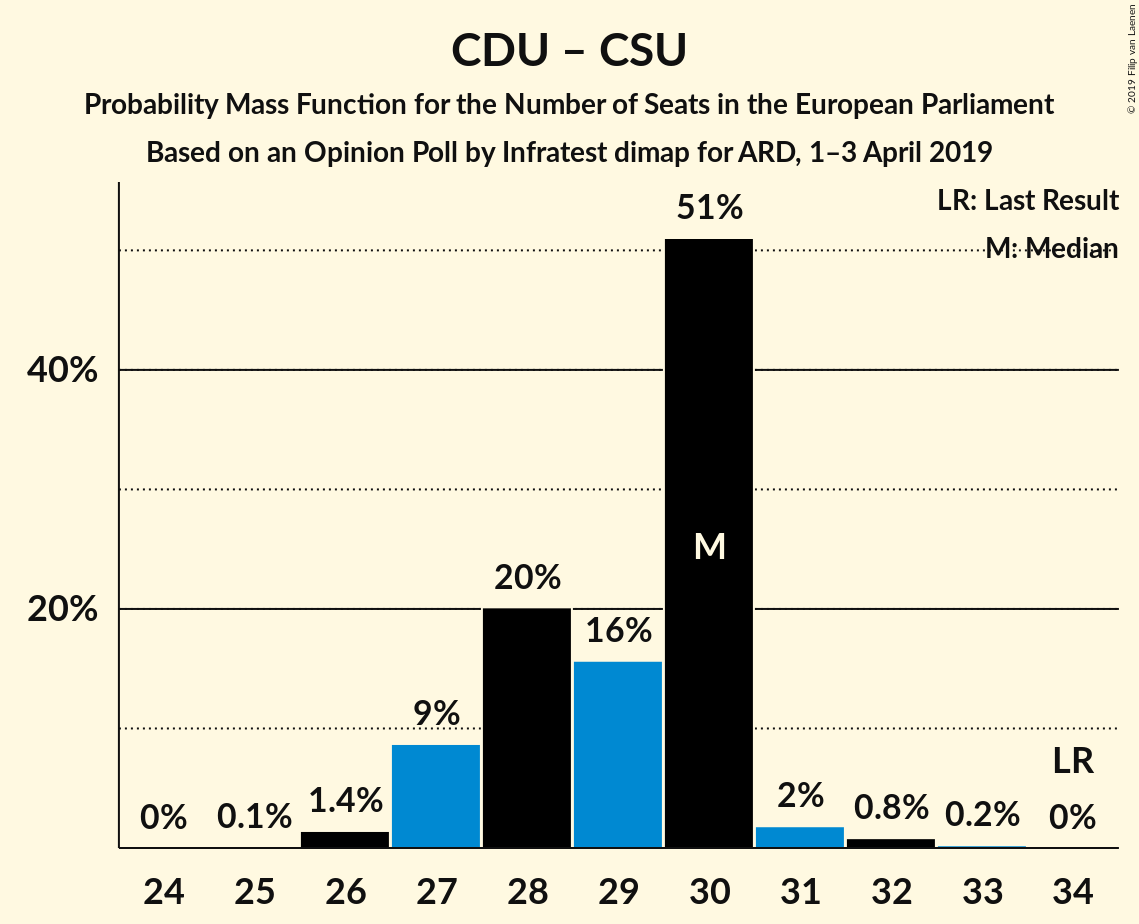 CDU – CSU
Probability Mass Function for the Number of Seats in the European Parliament
Based on an Opinion Poll by Infratest dimap for ARD, 1–3 April 2019
© 2019 Filip van Laenen
LR: Last Result
M: Median
51%
40%
M
20%
20%
16%
9%
LR
0%
0.1%
1.4%
2%
0.8%
0.2%
0%
24 25 26 27 28 29 30 31 32 33 34